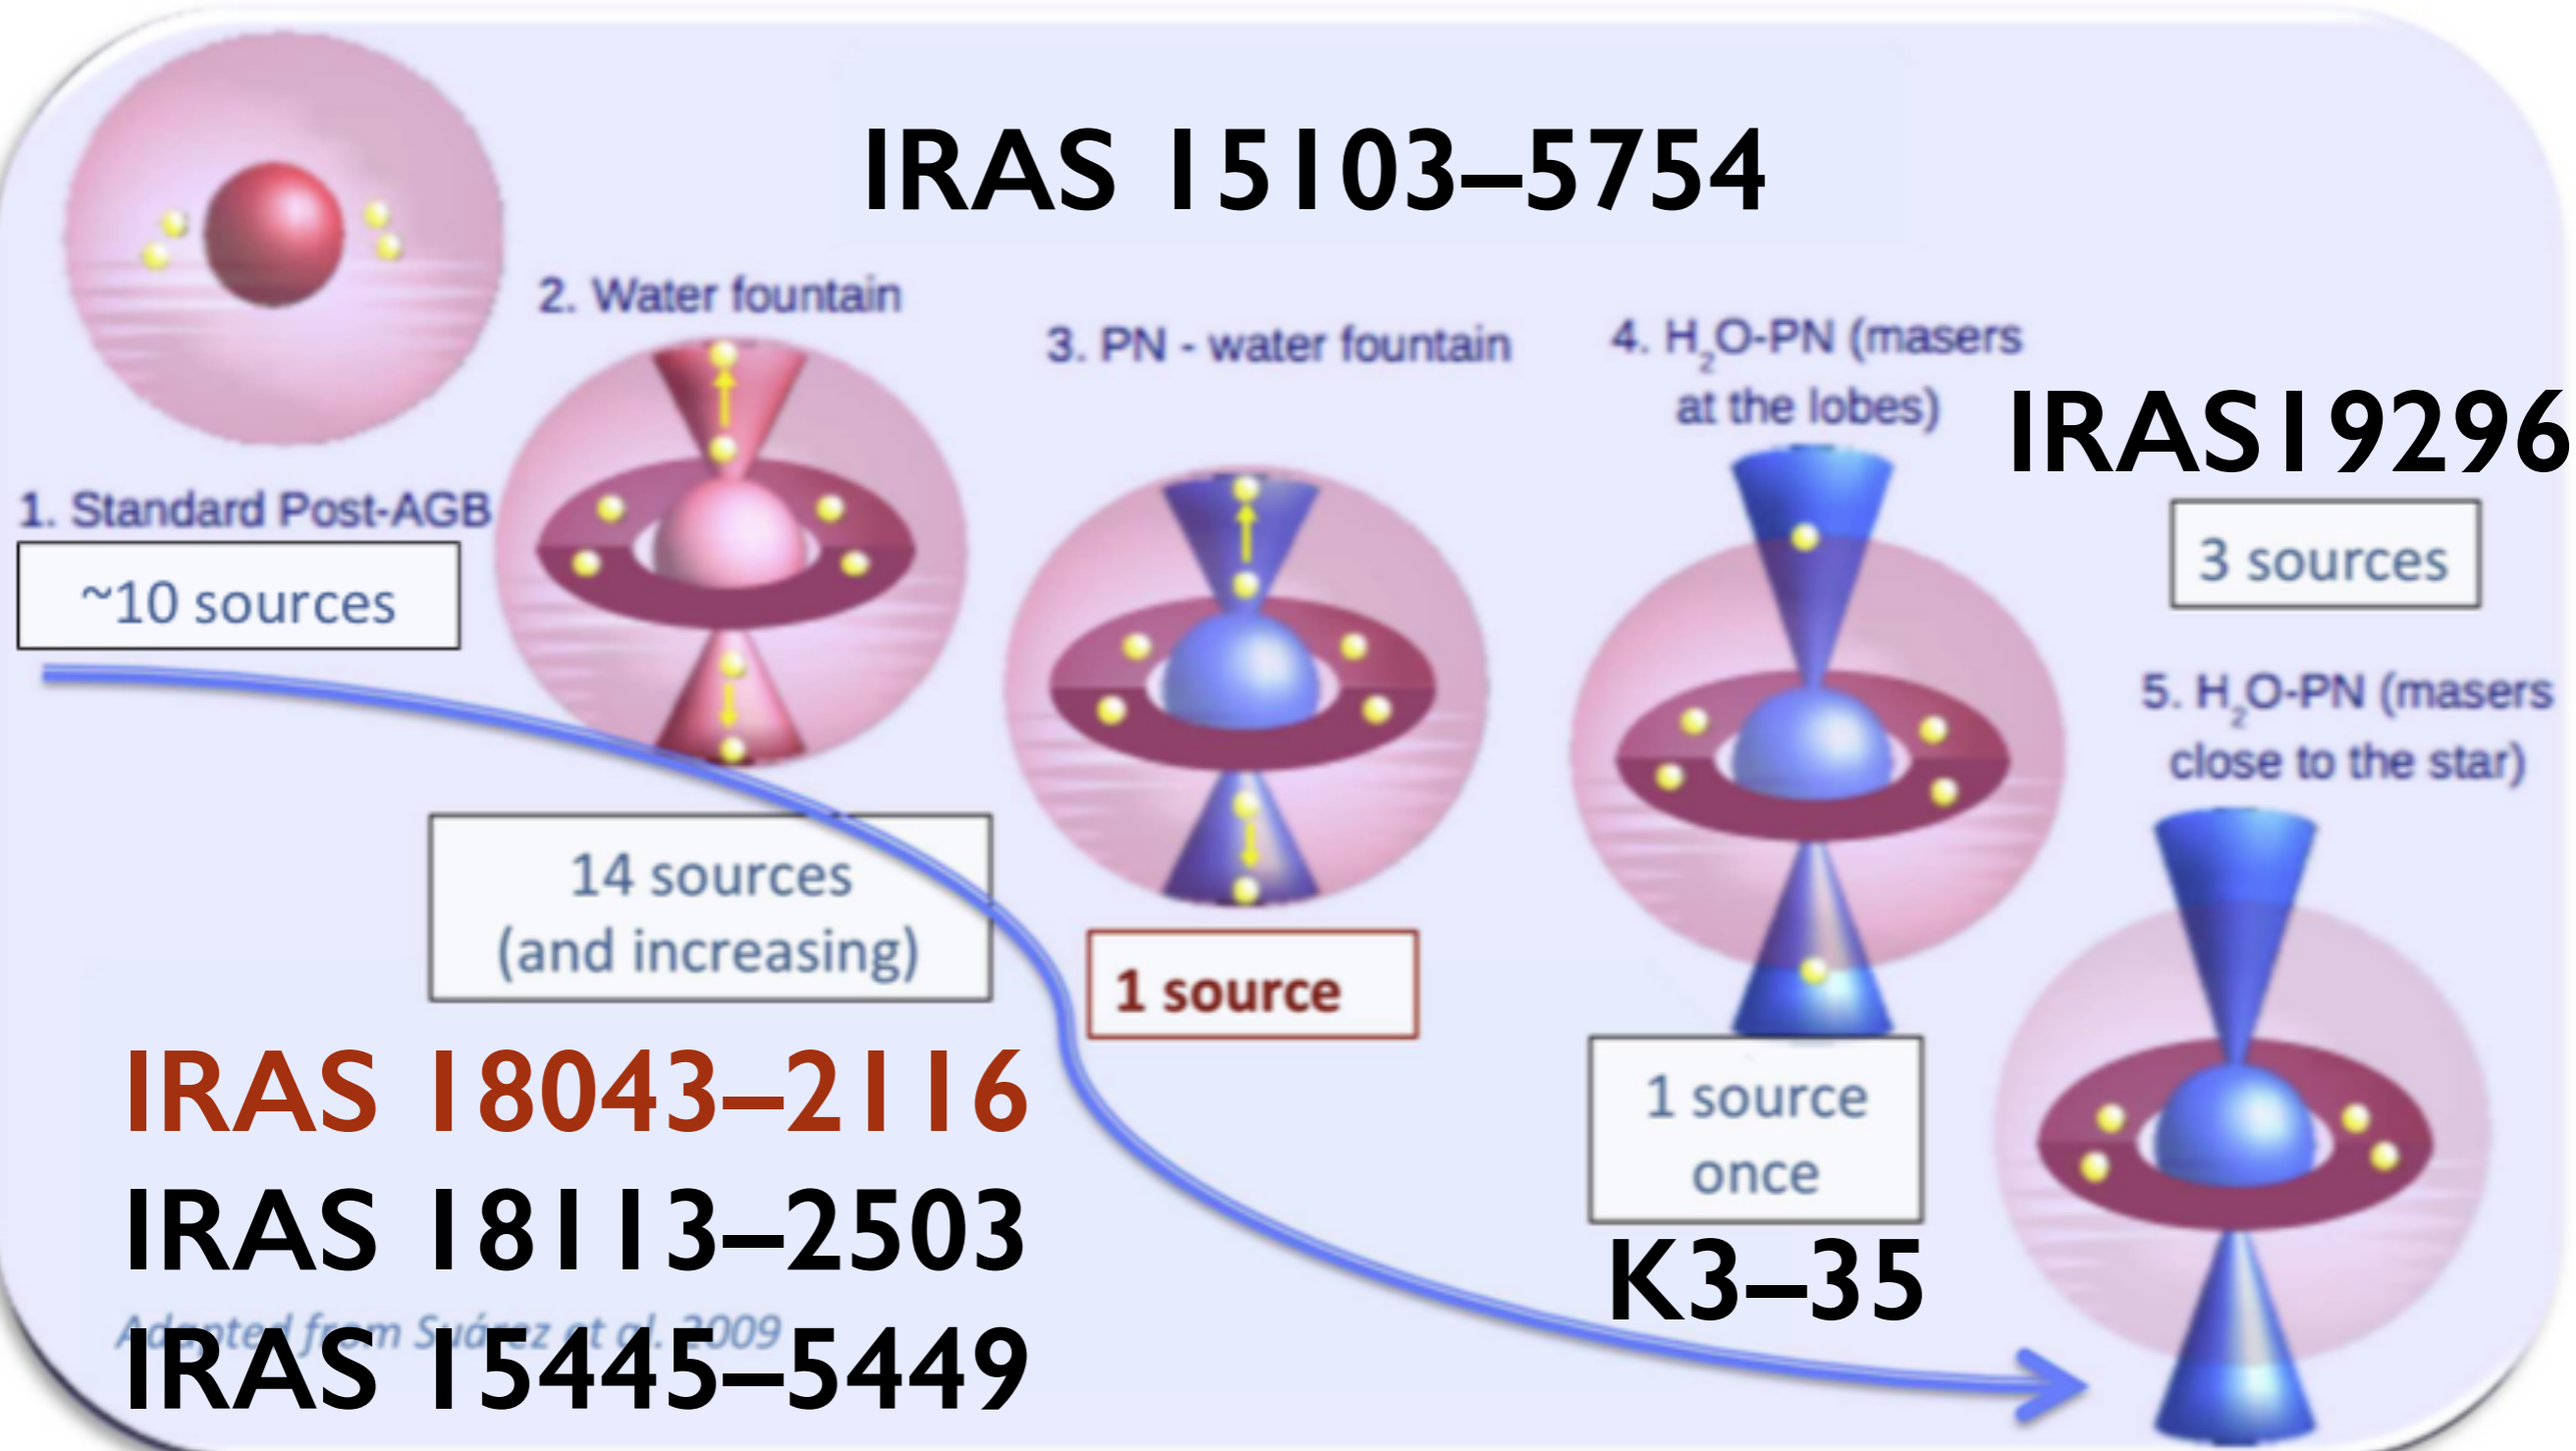 IRAS 15103–5754
2. Water fountain
3. PN - water fountain
4. H₂O-PN (masers
at the lobes)
IRAS19296
1. Standard Post-AGB
~10 sources
3 sources
5. H₂O-PN (masers
close to the star)
14 sources
(and increasing)
1 source
1 source
once
K3–35
IRAS 18043–2116
IRAS 18113–2503
Adapted from Suárez et al. 2009
IRAS 15445–5449